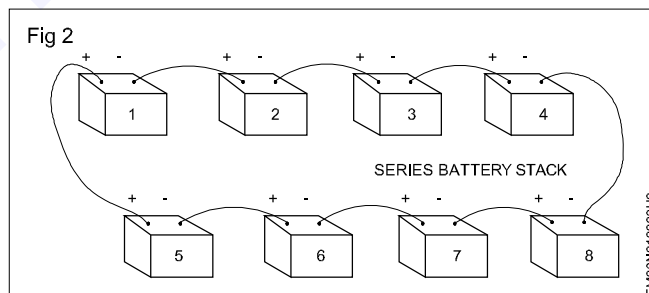 Fig 2
+ - + - + - + -
1 2 3 4
SERIES BATTERY STACK
+ - + - + - + -
5 6 7 8